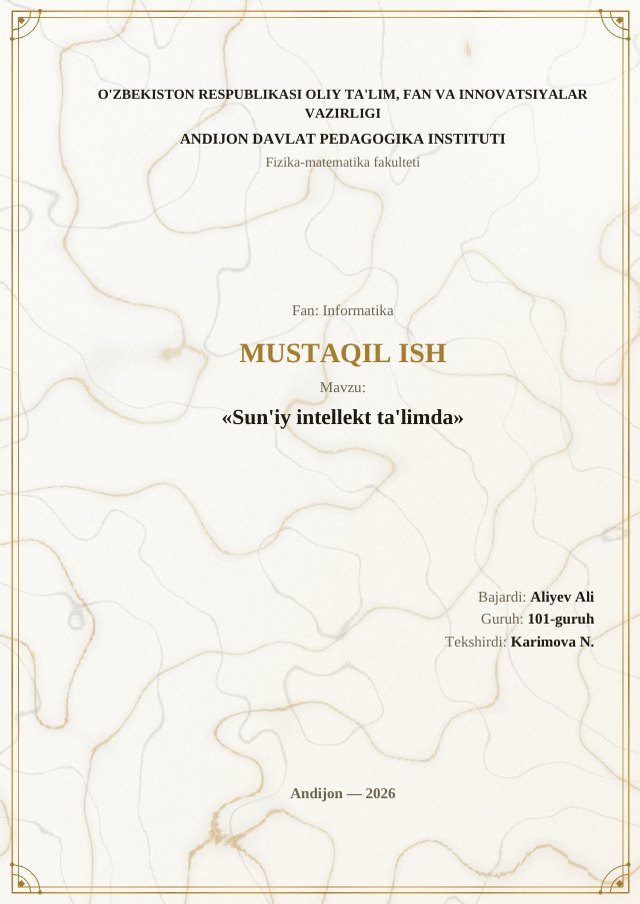 O'ZBEKISTON RESPUBLIKASI OLIY TA'LIM, FAN VA INNOVATSIYALAR
VAZIRLIGI
ANDIJON DAVLAT PEDAGOGIKA INSTITUTI
Fizika-matematika fakulteti
Fan: Informatika
MUSTAQIL ISH
Mavzu:
«Sun'iy intellekt ta'limda»
Bajardi: Aliyev Ali
Guruh: 101-guruh
Tekshirdi: Karimova N.
Andijon — 2026